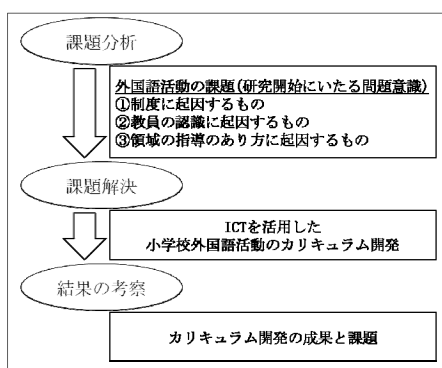 課題分析
外国語活動の課題(研究開始にいたる問題意識)
①制度に起因するもの
②教員の認識に起因するもの
③領域の指導のあり方に起因するもの
課題解決
ICTを活用した
小学校外国語活動のカリキュラム開発
結果の考察
カリキュラム開発の成果と課題